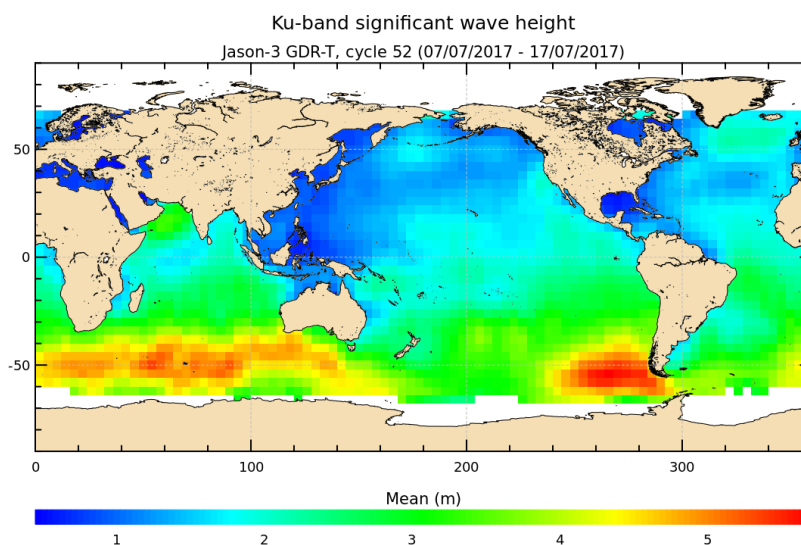 Ku-band significant wave height
Jason-3 GDR-T, cycle 52 (07/07/2017 - 17/07/2017)
50
0
-50
0 100 200 300
Mean (m)
1 2 3 4 5